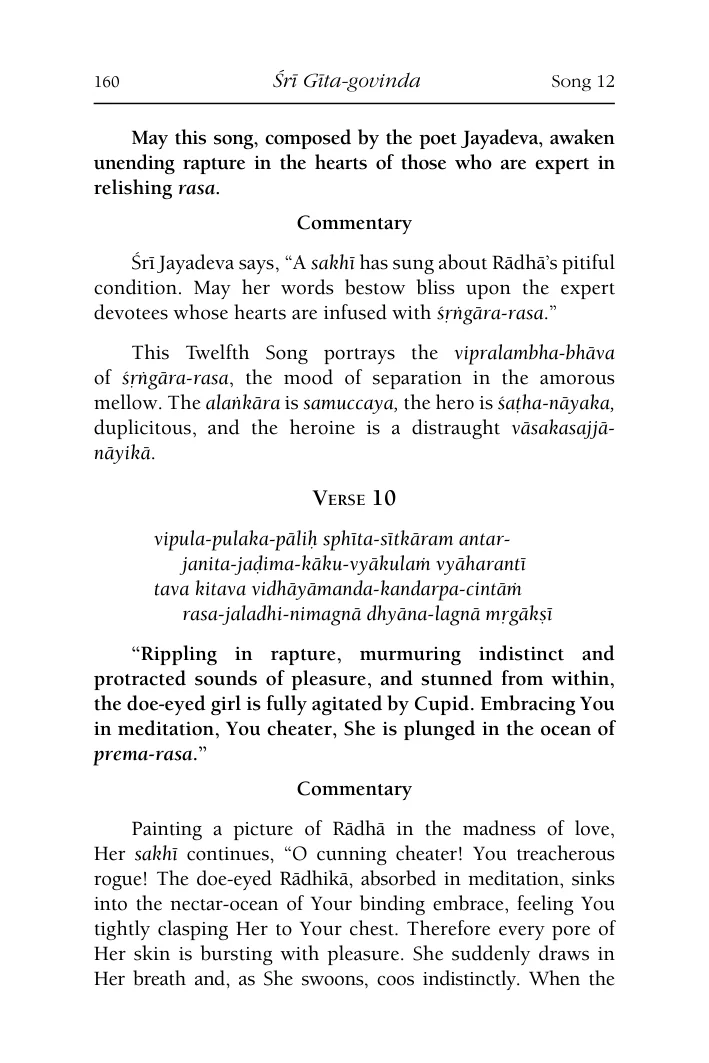 160 Śrī Gīta-govinda Song 12
May this song, composed by the poet Jayadeva, awaken
unending rapture in the hearts of those who are expert in
relishing rasa.
Commentary
Śrī Jayadeva says, “A sakhī has sung about Rādhā’s pitiful
condition. May her words bestow bliss upon the expert
devotees whose hearts are infused with śṛṅgāra-rasa.”
This Twelfth Song portrays the vipralambha-bhāva
of śṛṅgāra-rasa, the mood of separation in the amorous
mellow. The alaṅkāra is samuccaya, the hero is śaṭha-nāyaka,
duplicitous, and the heroine is a distraught vāsakasajjā-
nāyikā.
Verse 10
vipula-pulaka-pāliḥ sphīta-sītkāram antar-
janita-jaḍima-kāku-vyākulaṁ vyāharantī
tava kitava vidhāyāmanda-kandarpa-cintāṁ
rasa-jaladhi-nimagnā dhyāna-lagnā mṛgākṣī
“Rippling in rapture, murmuring indistinct and
protracted sounds of pleasure, and stunned from within,
the doe-eyed girl is fully agitated by Cupid. Embracing You
in meditation, You cheater, She is plunged in the ocean of
prema-rasa.”
Commentary
Painting a picture of Rādhā in the madness of love,
Her sakhī continues, “O cunning cheater! You treacherous
rogue! The doe-eyed Rādhikā, absorbed in meditation, sinks
into the nectar-ocean of Your binding embrace, feeling You
tightly clasping Her to Your chest. Therefore every pore of
Her skin is bursting with pleasure. She suddenly draws in
Her breath and, as She swoons, coos indistinctly. When the